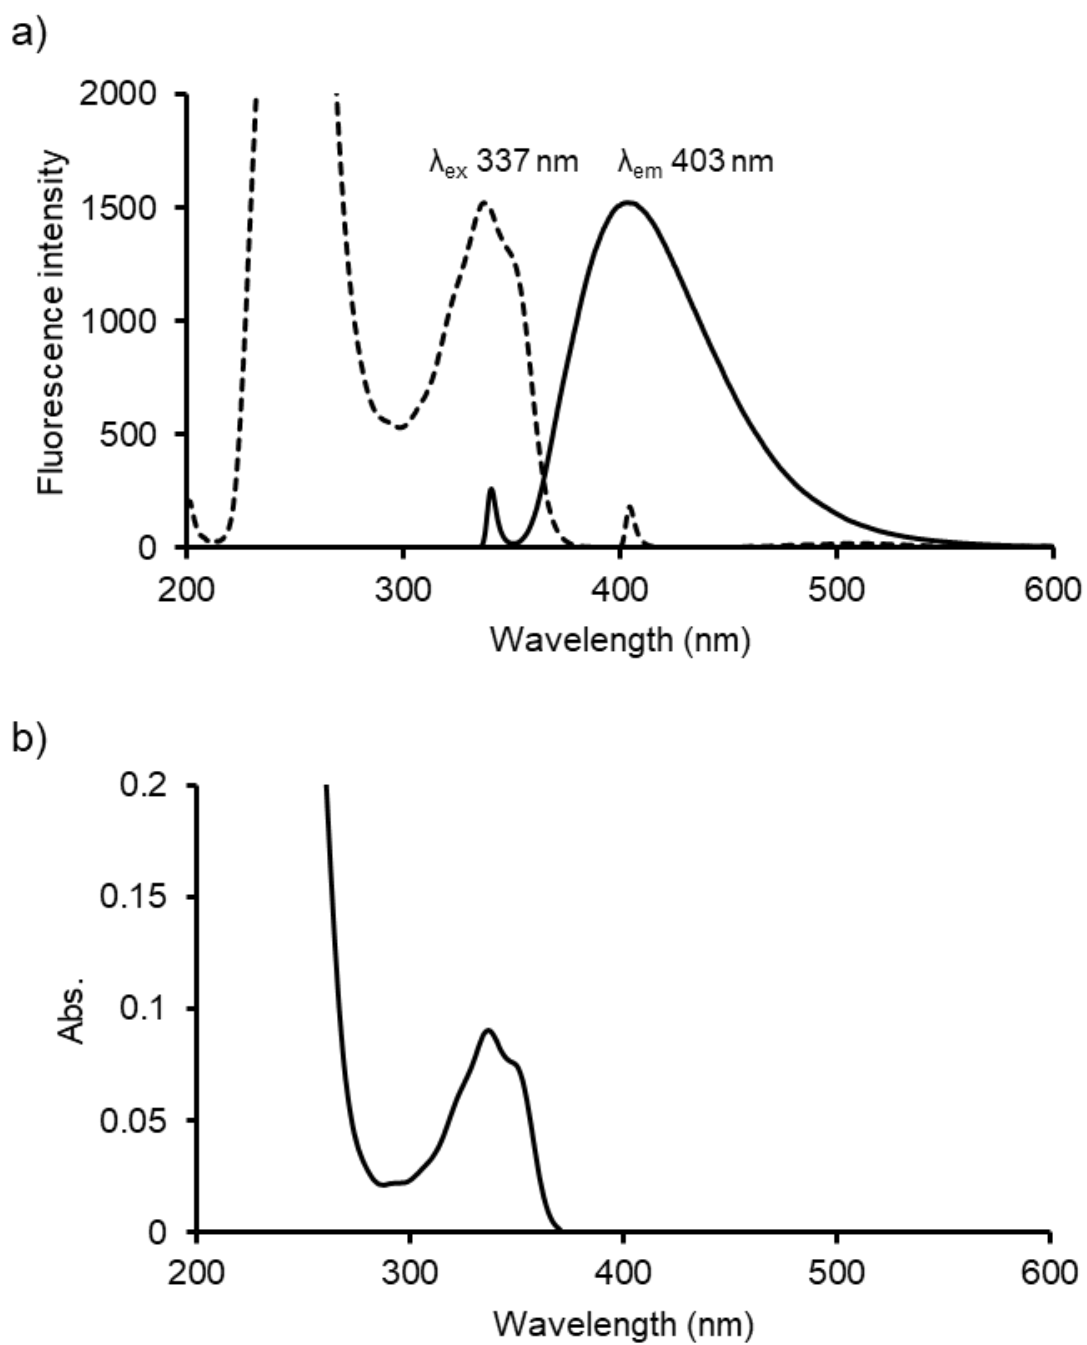 a)
2000
1500
1000
500
0
Fluorescence intensity
λex 337 nm
λem 403 nm
200 300 400 500 600
Wavelength (nm)
b)
0.2
0.15
0.1
0.05
0
Abs.
200 300 400 500 600
Wavelength (nm)